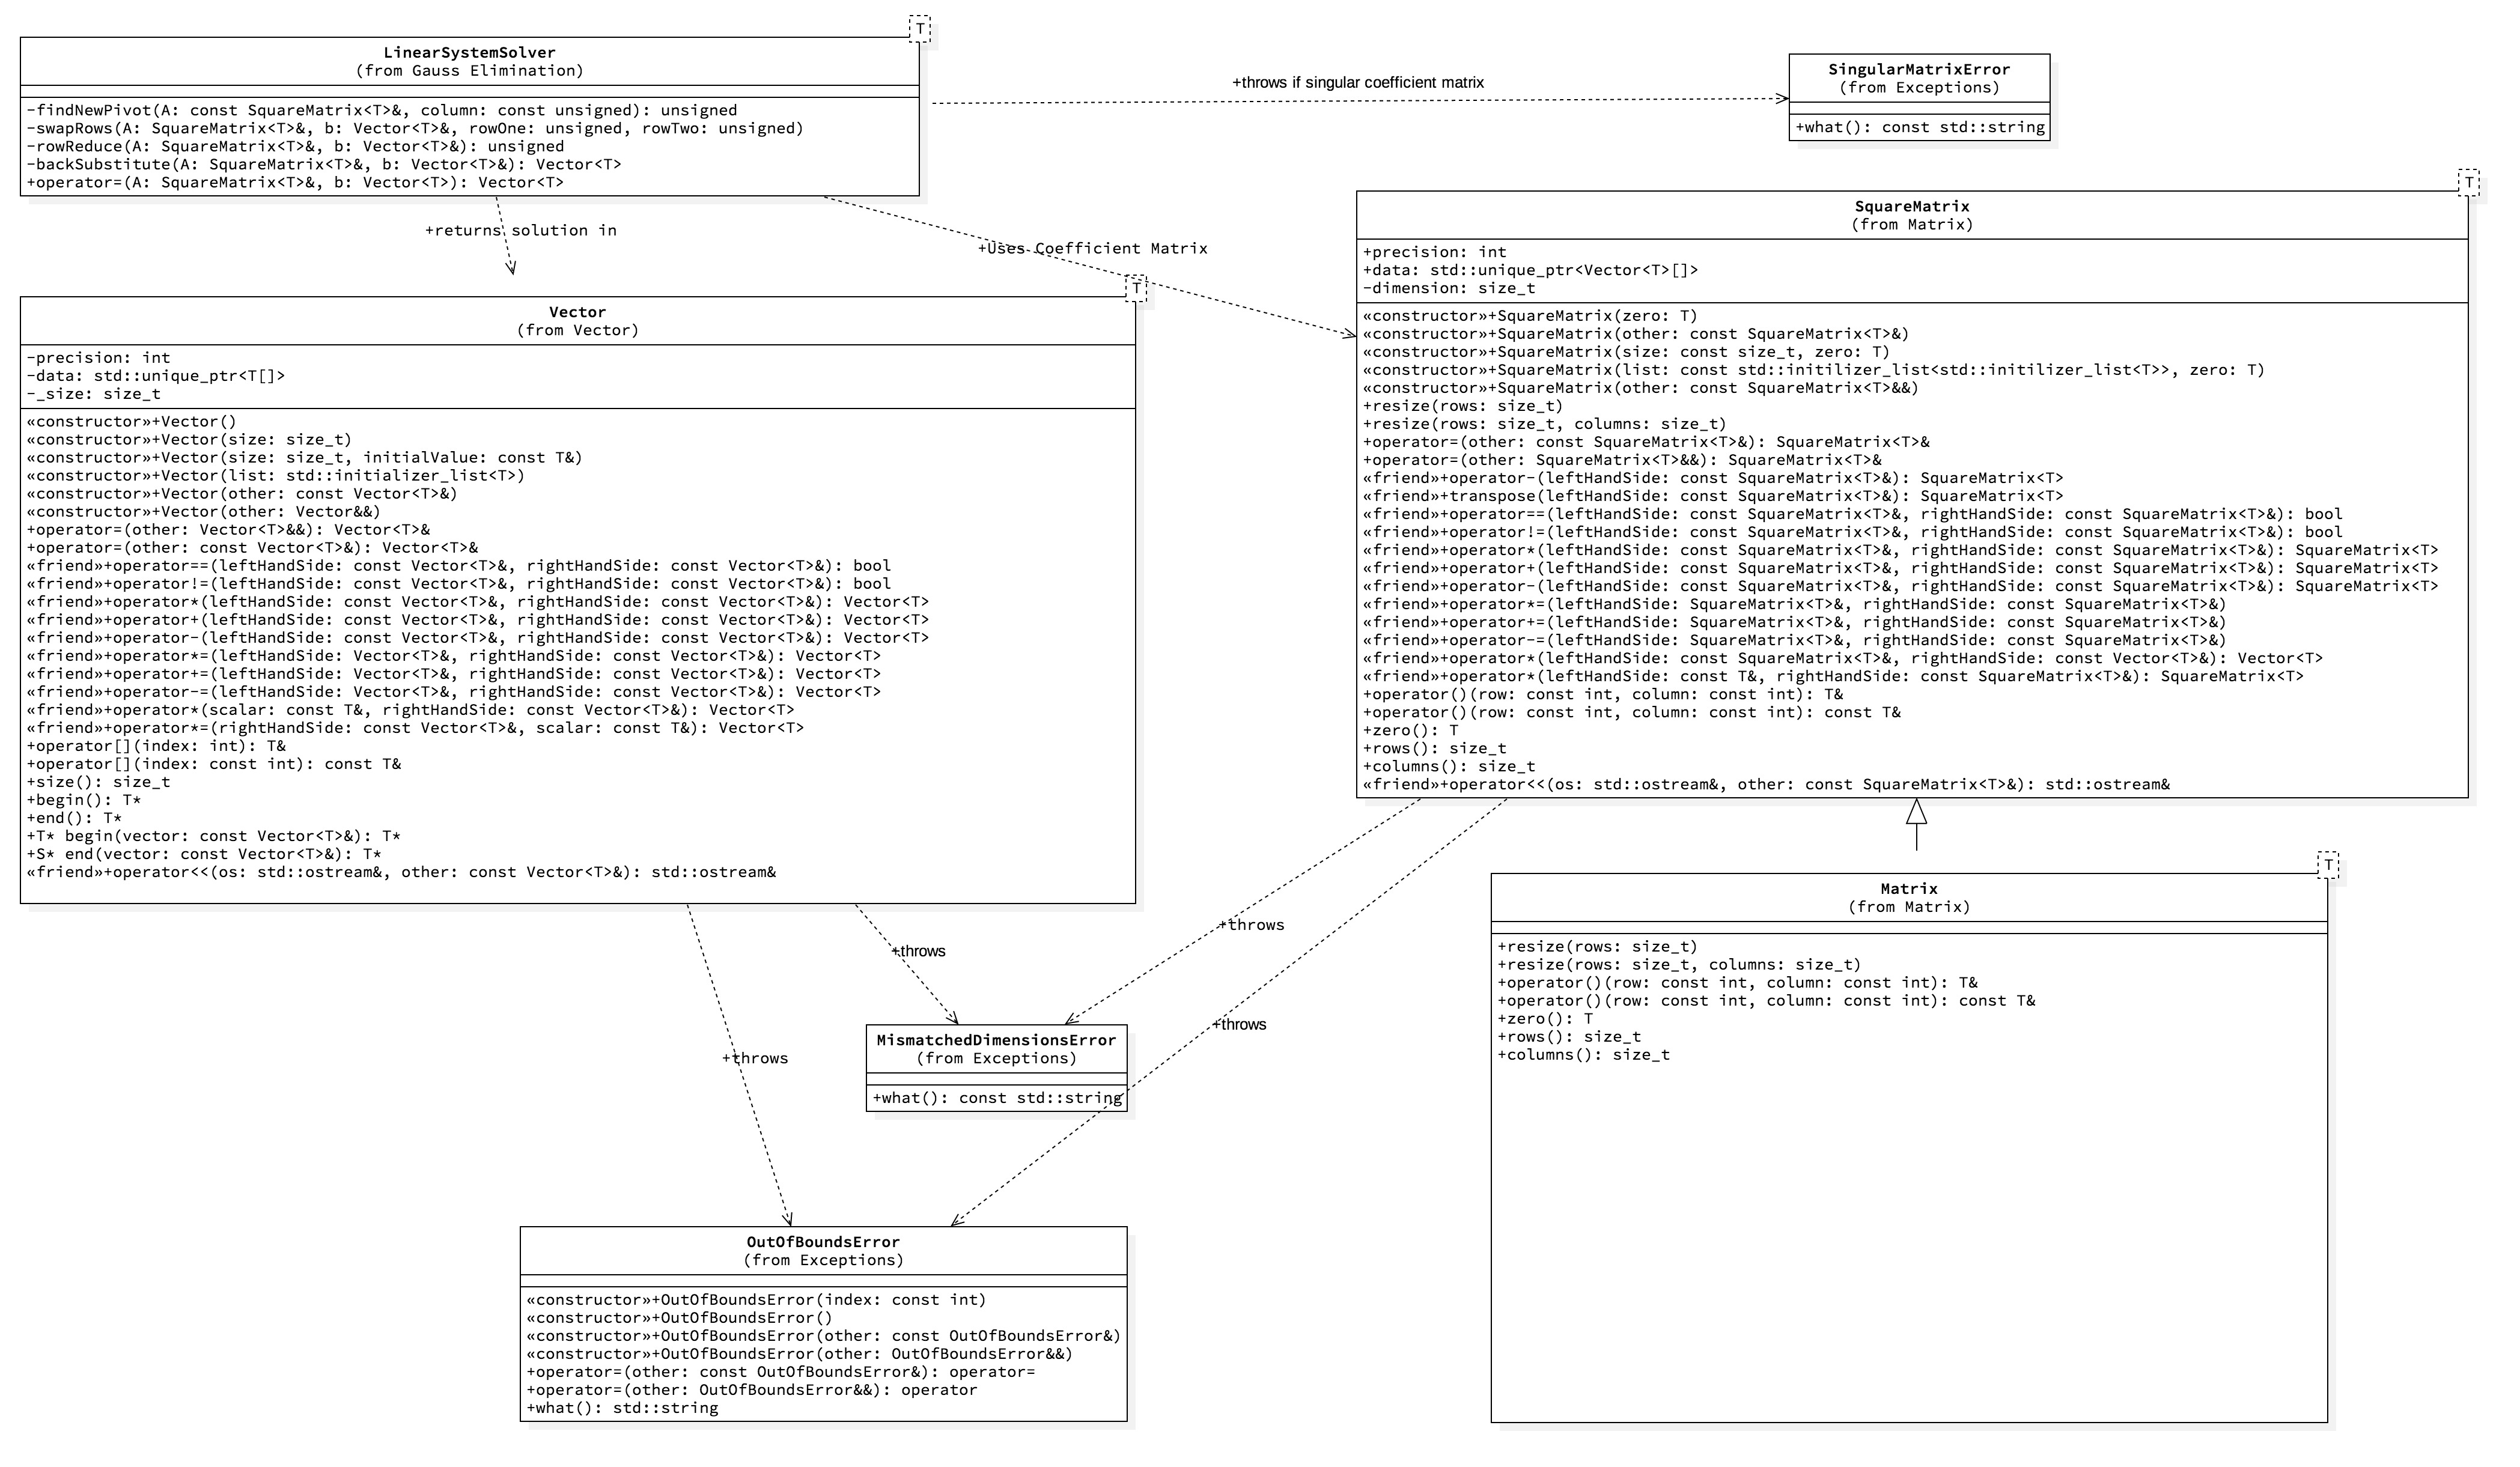 T
LinearSystemSolver
(from Gauss Elimination)
-findNewPivot(A: const SquareMatrix<T>&, column: const unsigned): unsigned
-swapRows(A: SquareMatrix<T>&, b: Vector<T>&, rowOne: unsigned, rowTwo: unsigned)
-rowReduce(A: SquareMatrix<T>&, b: Vector<T>&): unsigned
-backSubstitute(A: SquareMatrix<T>&, b: Vector<T>&): Vector<T>
+operator=(A: SquareMatrix<T>&, b: Vector<T>): Vector<T>
+throws if singular coefficient matrix
SingularMatrixError
(from Exceptions)
+what(): const std::string
+returns solution in
+Uses Coefficient Matrix
T
Vector
(from Vector)
-precision: int
-data: std::unique_ptr<T[]>
-_size: size_t
«constructor»+Vector()
«constructor»+Vector(size: size_t)
«constructor»+Vector(size: size_t, initialValue: const T&)
«constructor»+Vector(list: std::initializer_list<T>)
«constructor»+Vector(other: const Vector<T>&)
«constructor»+Vector(other: Vector&&)
+operator=(other: Vector<T>&&): Vector<T>&
+operator=(other: const Vector<T>&): Vector<T>&
«friend»+operator==(leftHandSide: const Vector<T>&, rightHandSide: const Vector<T>&): bool
«friend»+operator!=(leftHandSide: const Vector<T>&, rightHandSide: const Vector<T>&): bool
«friend»+operator*(leftHandSide: const Vector<T>&, rightHandSide: const Vector<T>&): Vector<T>
«friend»+operator+(leftHandSide: const Vector<T>&, rightHandSide: const Vector<T>&): Vector<T>
«friend»+operator-(leftHandSide: const Vector<T>&, rightHandSide: const Vector<T>&): Vector<T>
«friend»+operator*=(leftHandSide: Vector<T>&, rightHandSide: const Vector<T>&): Vector<T>
«friend»+operator+=(leftHandSide: Vector<T>&, rightHandSide: const Vector<T>&): Vector<T>
«friend»+operator-=(leftHandSide: Vector<T>&, rightHandSide: const Vector<T>&): Vector<T>
«friend»+operator*(scalar: const T&, rightHandSide: const Vector<T>&): Vector<T>
«friend»+operator*=(rightHandSide: const Vector<T>&, scalar: const T&): Vector<T>
+operator[](index: int): T&
+operator[](index: const int): const T&
+size(): size_t
+begin(): T*
+end(): T*
+T* begin(vector: const Vector<T>&): T*
+S* end(vector: const Vector<T>&): T*
«friend»+operator<<(os: std::ostream&, other: const Vector<T>&): std::ostream&
T
SquareMatrix
(from Matrix)
+precision: int
+data: std::unique_ptr<Vector<T>[]>
-dimension: size_t
«constructor»+SquareMatrix(zero: T)
«constructor»+SquareMatrix(other: const SquareMatrix<T>&)
«constructor»+SquareMatrix(size: const size_t, zero: T)
«constructor»+SquareMatrix(list: const std::initilizer_list<std::initilizer_list<T>>, zero: T)
«constructor»+SquareMatrix(other: const SquareMatrix<T>&&)
+resize(rows: size_t)
+resize(rows: size_t, columns: size_t)
+operator=(other: const SquareMatrix<T>&): SquareMatrix<T>&
+operator=(other: SquareMatrix<T>&&): SquareMatrix<T>&
«friend»+operator-(leftHandSide: const SquareMatrix<T>&): SquareMatrix<T>
«friend»+transpose(leftHandSide: const SquareMatrix<T>&): SquareMatrix<T>
«friend»+operator==(leftHandSide: const SquareMatrix<T>&, rightHandSide: const SquareMatrix<T>&): bool
«friend»+operator!=(leftHandSide: const SquareMatrix<T>&, rightHandSide: const SquareMatrix<T>&): bool
«friend»+operator*(leftHandSide: const SquareMatrix<T>&, rightHandSide: const SquareMatrix<T>&): SquareMatrix<T>
«friend»+operator+(leftHandSide: const SquareMatrix<T>&, rightHandSide: const SquareMatrix<T>&): SquareMatrix<T>
«friend»+operator-(leftHandSide: const SquareMatrix<T>&, rightHandSide: const SquareMatrix<T>&): SquareMatrix<T>
«friend»+operator*=(leftHandSide: SquareMatrix<T>&, rightHandSide: const SquareMatrix<T>&)
«friend»+operator+=(leftHandSide: SquareMatrix<T>&, rightHandSide: const SquareMatrix<T>&)
«friend»+operator-=(leftHandSide: SquareMatrix<T>&, rightHandSide: const SquareMatrix<T>&)
«friend»+operator*(leftHandSide: const SquareMatrix<T>&, rightHandSide: const Vector<T>&): Vector<T>
«friend»+operator*(leftHandSide: const T&, rightHandSide: const SquareMatrix<T>&): SquareMatrix<T>
+operator()(row: const int, column: const int): T&
+operator()(row: const int, column: const int): const T&
+zero(): T
+rows(): size_t
+columns(): size_t
«friend»+operator<<(os: std::ostream&, other: const SquareMatrix<T>&): std::ostream&
+throws
+throws
+throws
+throws
T
Matrix
(from Matrix)
+resize(rows: size_t)
+resize(rows: size_t, columns: size_t)
+operator()(row: const int, column: const int): T&
+operator()(row: const int, column: const int): const T&
+zero(): T
+rows(): size_t
+columns(): size_t
MismatchedDimensionsError
(from Exceptions)
+what(): const std::string
OutOfBoundsError
(from Exceptions)
«constructor»+OutOfBoundsError(index: const int)
«constructor»+OutOfBoundsError()
«constructor»+OutOfBoundsError(other: const OutOfBoundsError&)
«constructor»+OutOfBoundsError(other: OutOfBoundsError&&)
+operator=(other: const OutOfBoundsError&): operator=
+operator=(other: OutOfBoundsError&&): operator
+what(): std::string